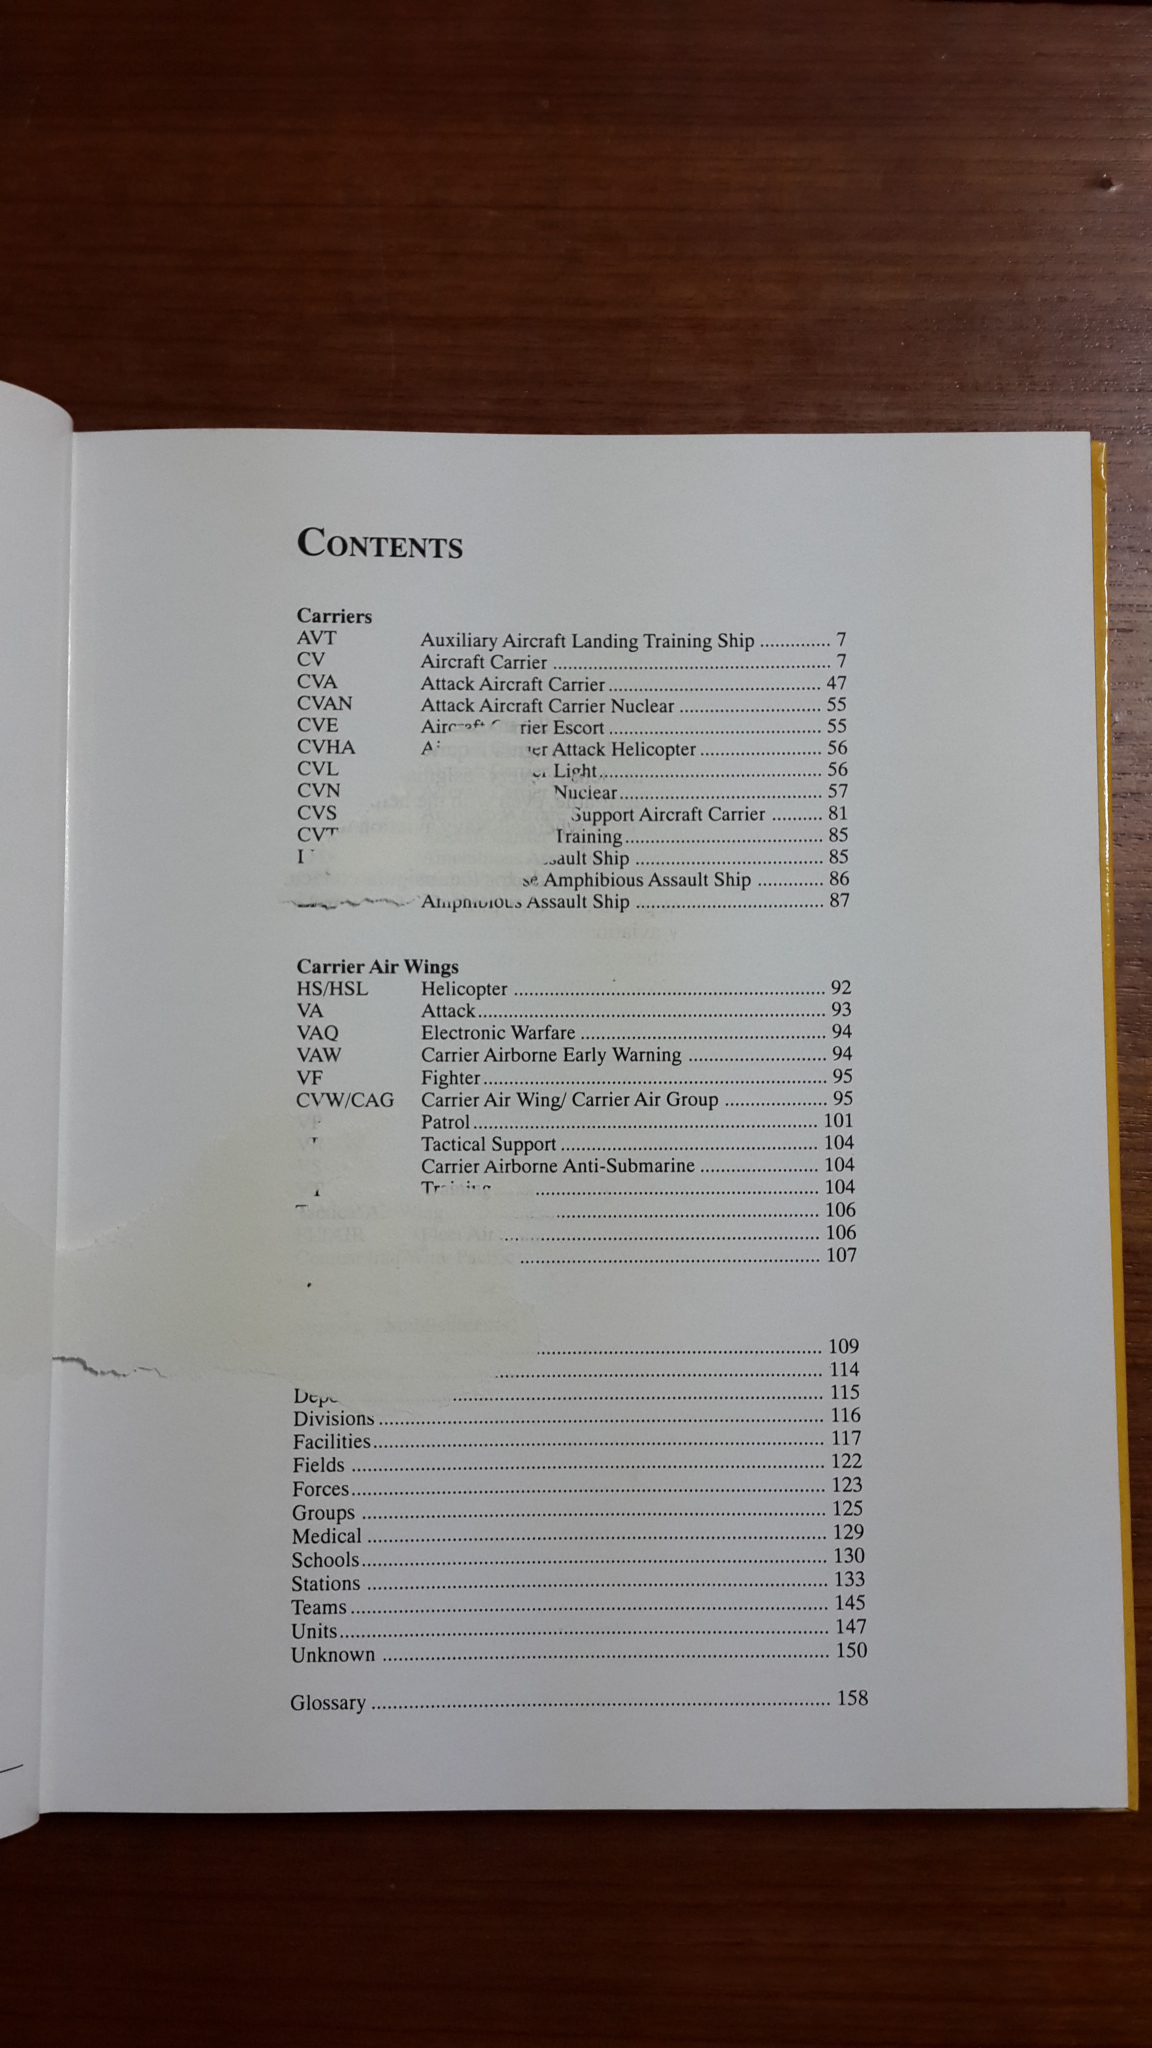 CONTENTS
Carriers
AVT Auxiliary Aircraft Landing Training Ship .............. 7
CV Aircraft Carrier .................................................... 7
CVA Attack Aircraft Carrier ........................................ 47
CVAN Attack Aircraft Carrier Nuclear ........................... 55
CVE Escort ......................................... 55
CVHA Attack Helicopter ....................... 56
CVL Light .......................................... 56
CVN Nuclear ...................................... 57
CVS Support Aircraft Carrier .......... 81
Training ..................................... 85
Ship ................................... 85
Amphibious Assault Ship ............. 86
Assault Ship ................................... 87
Carrier Air Wings
HS/HSL Helicopter .......................................................... 92
VA Attack ................................................................. 93
VAQ Electronic Warfare .............................................. 94
VAW Carrier Airborne Early Warning .......................... 94
VF Fighter ................................................................ 95
CVW/CAG Carrier Air Wing/ Carrier Air Group ................... 95
Patrol ................................................................. 101
Tactical Support ................................................ 104
Carrier Airborne Anti-Submarine ...................... 104
..................................................... 104
................................................. 106
........................................................... 106
........................................................ 107
..................................................... 109
............................................................. 114
..................................................................... 115
Divisions ................................................................................... 116
Facilities .................................................................................... 117
Fields ........................................................................................ 122
Forces ........................................................................................ 123
Groups ...................................................................................... 125
Medical ..................................................................................... 129
Schools ...................................................................................... 130
Stations ..................................................................................... 133
Teams ........................................................................................ 145
Units .......................................................................................... 147
Unknown .................................................................................. 150
Glossary .................................................................................... 158